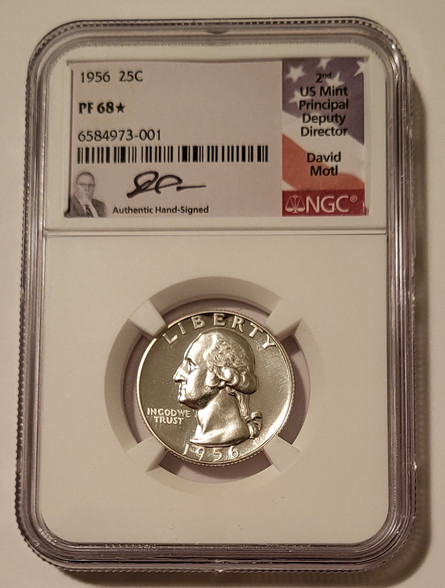 1956 25C
PF 68★
6584973-001
Authentic Hand-Signed
2nd
US Mint
Principal
Deputy
Director
David
Motl
NGC®
LIBERTY
IN GOD WE
TRUST
1956